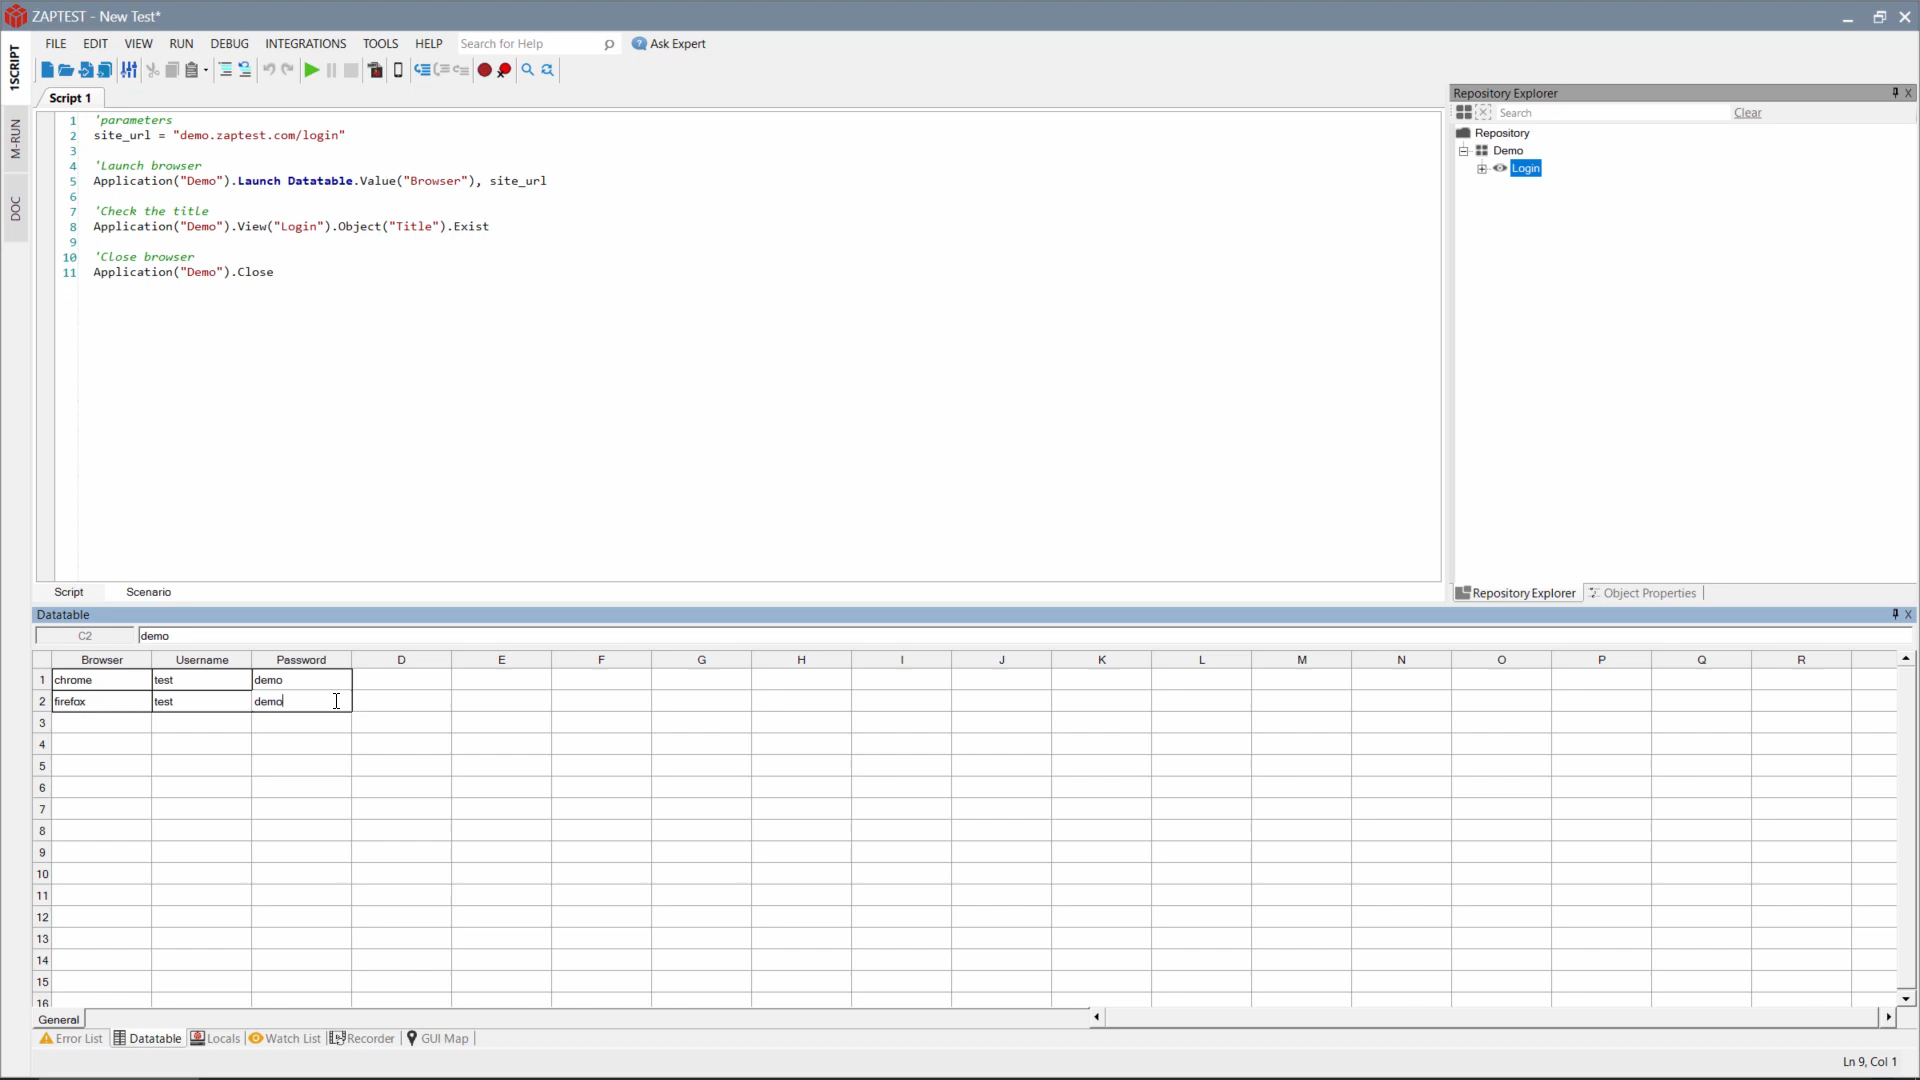 ZAPTEST - New Test*
1SCRIPT
M-RUN
DOC
FILE EDIT VIEW RUN DEBUG INTEGRATIONS TOOLS HELP Search for Help Ask Expert
Script 1
1 'parameters
2 site_url = "demo.zaptest.com/login"
3
4 'Launch browser
5 Application("Demo").Launch Datatable.Value("Browser"), site_url
6
7 'Check the title
8 Application("Demo").View("Login").Object("Title").Exist
9
10 'Close browser
11 Application("Demo").Close
Script Scenario
Repository Explorer
Search Clear
Repository
Demo
Login
Repository Explorer Object Properties
Datatable
C2 demo
Browser Username Password D E F G H I J K L M N O P Q R
1 chrome test demo
2 firefox test demo
3
4
5
6
7
8
9
10
11
12
13
14
15
16
General
Error List Datatable Locals Watch List Recorder GUI Map
Ln 9, Col 1